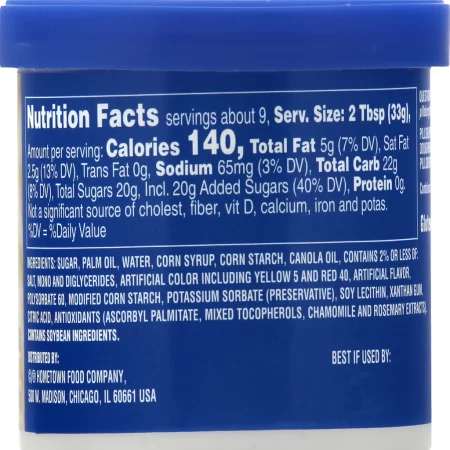 Nutrition Facts servings about 9, Serv. Size: 2 Tbsp (33g),
Amount per serving: Calories 140, Total Fat 5g (7% DV), Sat Fat
2.5g (13% DV), Trans Fat 0g, Sodium 65mg (3% DV), Total Carb 22g
(8% DV), Total Sugars 20g, Incl. 20g Added Sugars (40% DV), Protein 0g.
Not a significant source of cholest, fiber, vit D, calcium, iron and potas.
%DV = %Daily Value
INGREDIENTS: SUGAR, PALM OIL, WATER, CORN SYRUP, CORN STARCH, CANOLA OIL, CONTAINS 2% OR LESS OF:
SALT, MONO AND DIGLYCERIDES, ARTIFICIAL COLOR INCLUDING YELLOW 5 AND RED 40, ARTIFICIAL FLAVOR,
POLYSORBATE 60, MODIFIED CORN STARCH, POTASSIUM SORBATE (PRESERVATIVE), SOY LECITHIN, XANTHAN GUM,
CITRIC ACID, ANTIOXIDANTS (ASCORBYL PALMITATE, MIXED TOCOPHEROLS, CHAMOMILE AND ROSEMARY EXTRACTS).
CONTAINS SOYBEAN INGREDIENTS.
DISTRIBUTED BY:
HOMETOWN FOOD COMPANY,
500 W. MADISON, CHICAGO, IL 60661 USA
BEST IF USED BY: